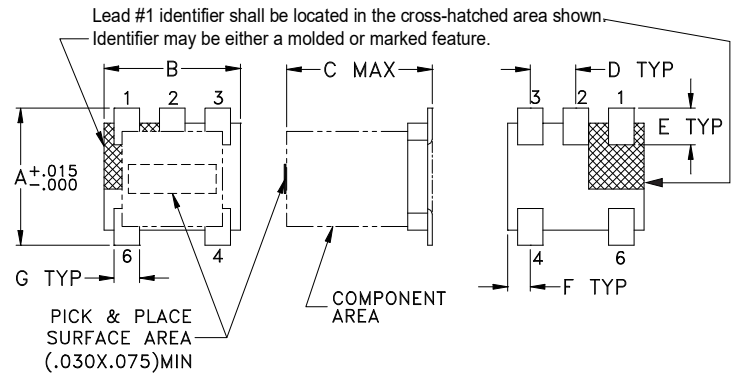 Lead #1 identifier shall be located in the cross-hatched area shown.
Identifier may be either a molded or marked feature.
B
C MAX
D TYP
1 2 3
3 2 1
E TYP
A+.015
-.000
6 4
4 6
G TYP
F TYP
PICK & PLACE
SURFACE AREA
(.030X.075)MIN
COMPONENT
AREA